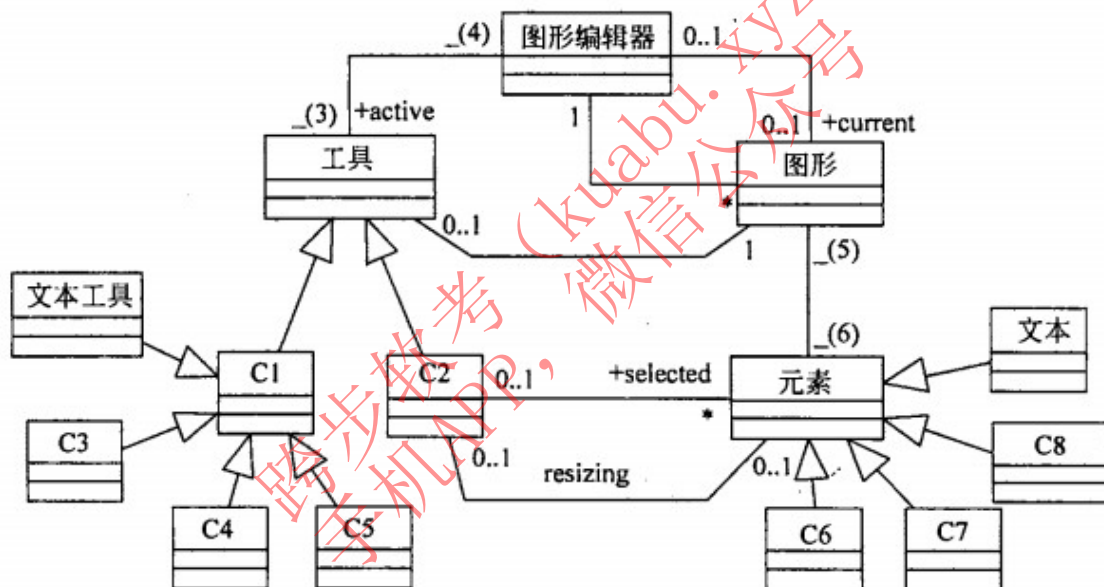 _(4)
图形编辑器
0..1
_(3)
+active
1
0..1
+current
工具
图形
*
0..1
1
_(5)
文本工具
_(6)
文本
C1
C2
0..1
+selected
元素
*
C3
0..1
resizing
0..1
C8
C4
C5
C6
C7
跨步软考（kuabu.xyz
手机APP，微信公众号